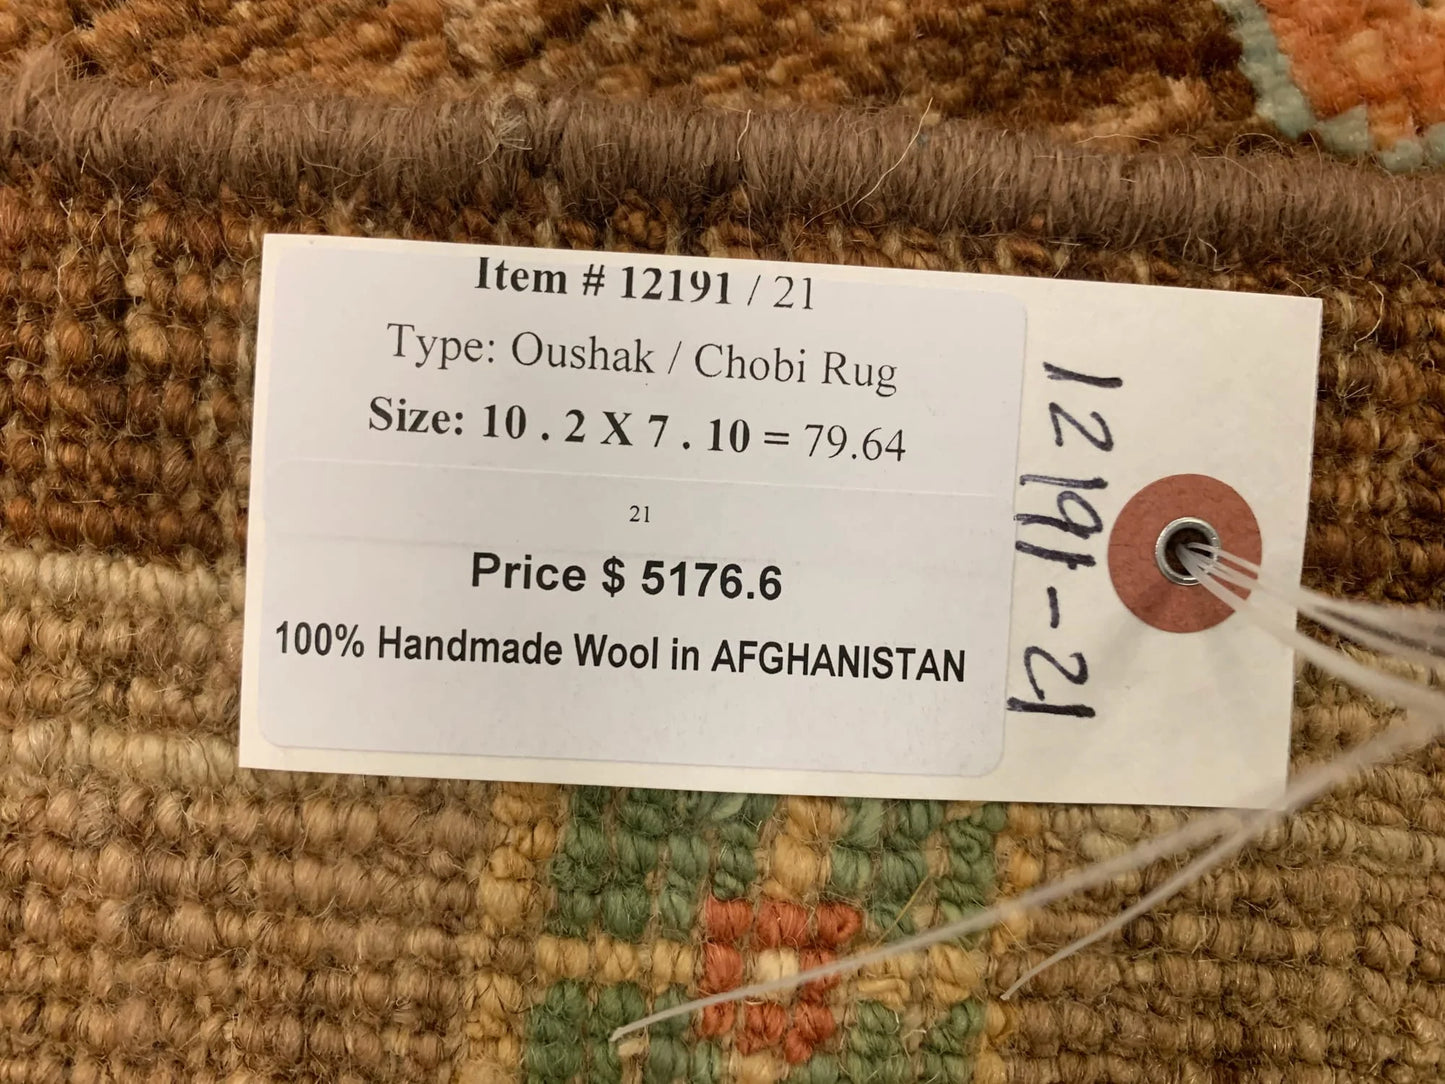 Item # 12191 / 21
Type: Oushak / Chobi Rug
Size: 10 . 2 X 7 . 10 = 79.64
21
Price $ 5176.6
100% Handmade Wool in AFGHANISTAN
12191-21